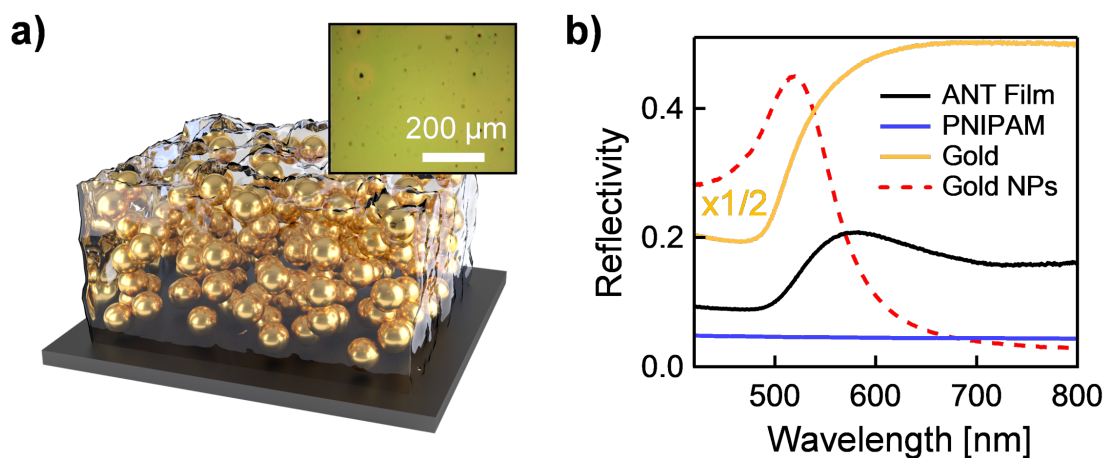 a)
200 µm
b)
Reflectivity
0.4
0.2
0.0
x1/2
ANT Film
PNIPAM
Gold
Gold NPs
500
600
700
800
Wavelength [nm]